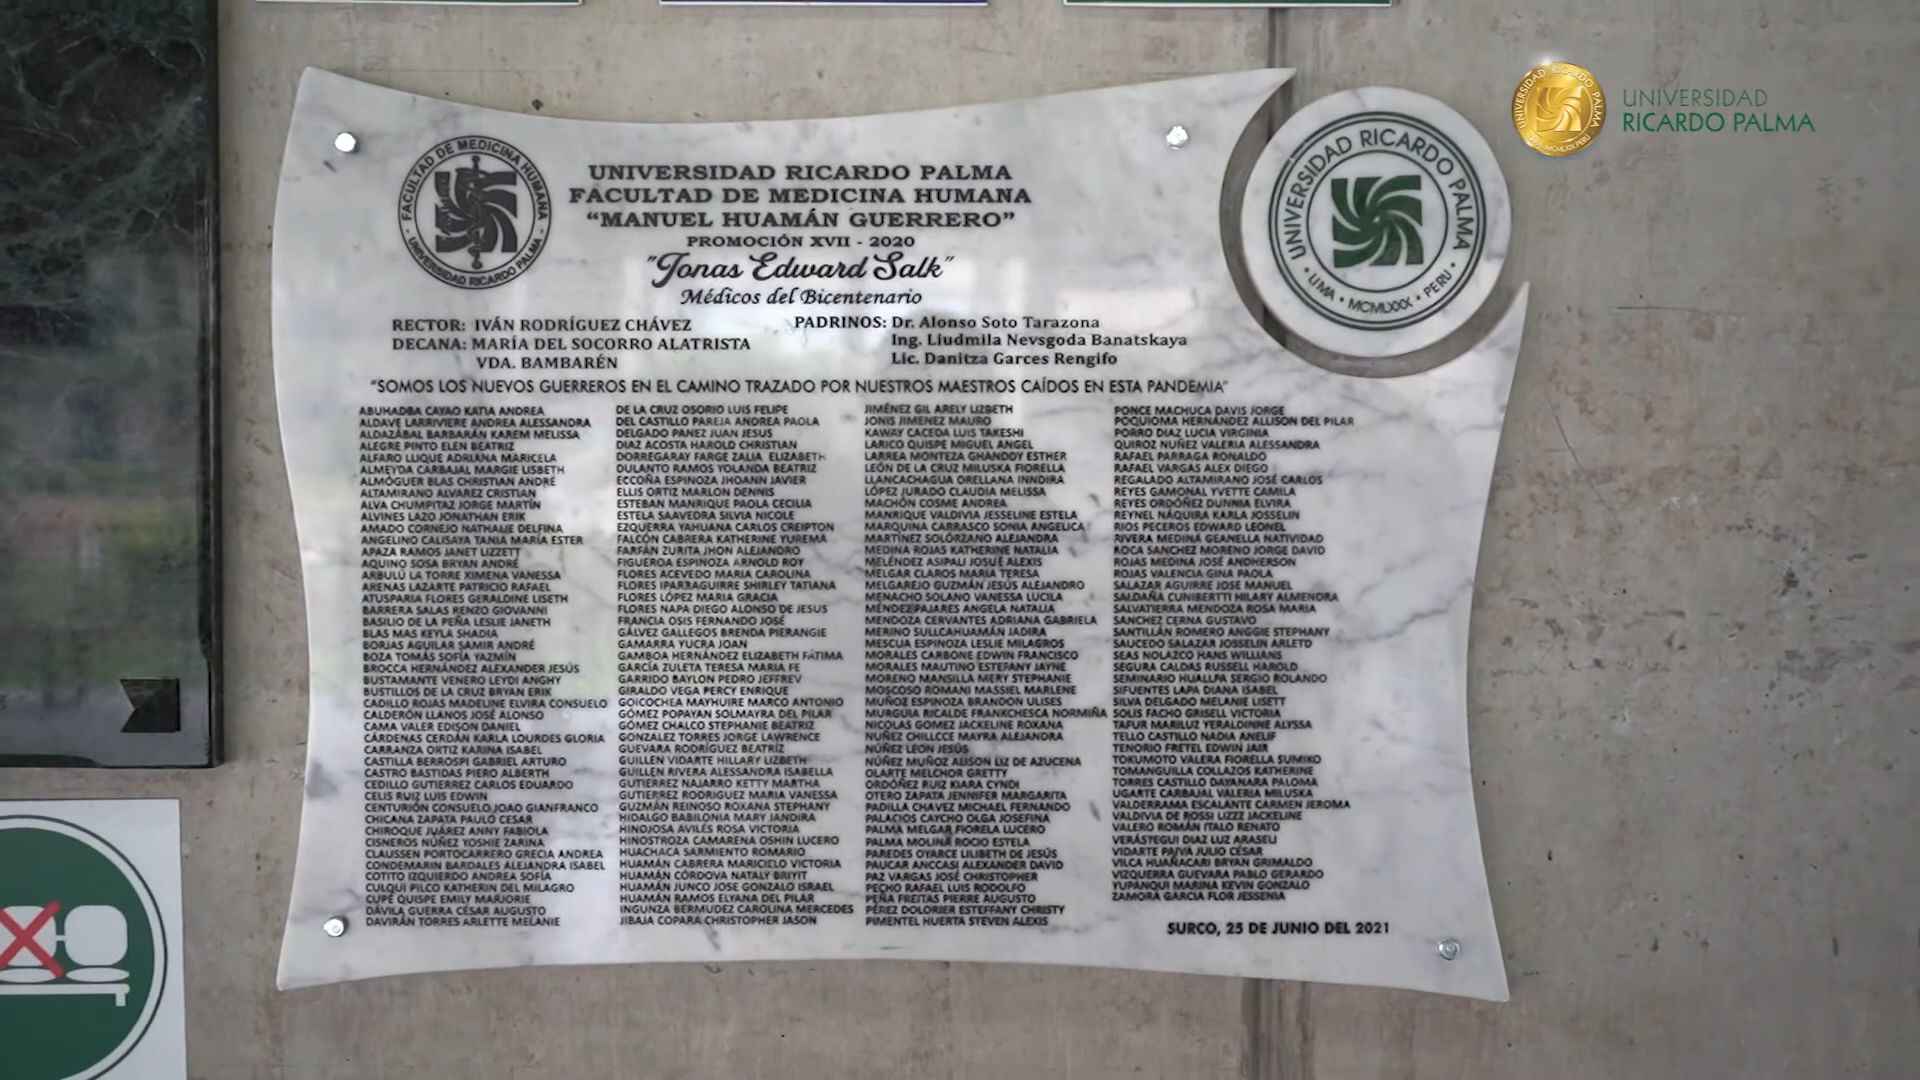 UNIVERSIDAD
RICARDO PALMA
UNIVERSIDAD RICARDO PALMA
FACULTAD DE MEDICINA HUMANA
"MANUEL HUAMÁN GUERRERO"
PROMOCIÓN XVII - 2020
"Jonas Edward Salk"
Médicos del Bicentenario
FACULTAD DE MEDICINA HUMANA
- UNIVERSIDAD RICARDO PALMA -
UNIVERSIDAD RICARDO PALMA
• LIMA • MCMLXXX • PERU •
RECTOR: IVÁN RODRÍGUEZ CHÁVEZ
DECANA: MARÍA DEL SOCORRO ALATRISTA
VDA. BAMBARÉN
PADRINOS: Dr. Alonso Soto Tarazona
Ing. Liudmila Nevsgoda Banatskaya
Lic. Danitza Garces Rengifo
"SOMOS LOS NUEVOS GUERREROS EN EL CAMINO TRAZADO POR NUESTROS MAESTROS CAÍDOS EN ESTA PANDEMIA"
ABUHADBA CAYAO KATIA ANDREA
ALDAVE LARRIVIERE ANDREA ALESSANDRA
ALDAZÁBAL BARBARÁN KAREM MELISSA
ALEGRE PINTO ELEN BEATRIZ
ALFARO LUQUE ADRIANA MARICELA
ALMEYDA CARBAJAL MARGIE LISBETH
ALMÓGUER BLAS CHRISTIAN ANDRÉ
ALTAMIRANO ALVAREZ CRISTIAN
ALVA CHUMPITAZ JORGE MARTÍN
ALVINES LAZO JONATHAN ERIK
AMADO CORNEJO NATHALIE DELFINA
ANGELINO CALISAYA TANIA MARÍA ESTER
APAZA RAMOS JANET LIZZETT
AQUINO SOSA BRYAN ANDRÉ
ARBULÚ LA TORRE XIMENA VANESSA
ARENAS LAZARTE PATRICIO RAFAEL
ATUSPARIA FLORES GERALDINE LISETH
BARRERA SALAS RENZO GIOVANNI
BASILIO DE LA PEÑA LESLIE JANETH
BLAS MAS KEYLA SHADIA
BORJAS AGUILAR SAMIR ANDRÉ
BOZA TOMÁS SOFÍA YAZMÍN
BROCCA HERNÁNDEZ ALEXANDER JESÚS
BUSTAMANTE VENERO LEYDI ANGHY
BUSTILLOS DE LA CRUZ BRYAN ERIK
CADILLO ROJAS MADELINE ELVIRA CONSUELO
CALDERÓN LLANOS JOSÉ ALONSO
CAMA VALER EDISON DANIEL
CÁRDENAS CERDÁN KARLA LOURDES GLORIA
CARRANZA ORTIZ KARINA ISABEL
CASTILLA BERROSPI GABRIEL ARTURO
CASTRO BASTIDAS PIERO ALBERTH
CEDILLO GUTIERREZ CARLOS EDUARDO
CELIS RUIZ LUIS EDWIN
CENTURIÓN CONSUELO JOAO GIANFRANCO
CHICANA ZAPATA PAULO CESAR
CHIROQUE JUÁREZ ANNY FABIOLA
CISNEROS NÚÑEZ YOSHIE ZARINA
CLAUSSEN PORTOCARRERO GRECIA ANDREA
CONDEMARIN BARDALES ALEJANDRA ISABEL
COTITO IZQUIERDO ANDREA SOFÍA
CULQUI PILCO KATHERIN DEL MILAGRO
CUPÉ QUISPE EMILY MARJORIE
DÁVILA GUERRA CÉSAR AUGUSTO
DAVIRÁN TORRES ARLETTE MELANIE
DE LA CRUZ OSORIO LUIS FELIPE
DEL CASTILLO PAREJA ANDREA PAOLA
DELGADO PANEZ JUAN JESUS
DIAZ ACOSTA HAROLD CHRISTIAN
DORREGARAY FARGE ZALIA ELIZABETH
DULANTO RAMOS YOLANDA BEATRIZ
ECCOÑA ESPINOZA JHOANN JAVIER
ELLIS ORTIZ MARLON DENNIS
ESTEBAN MANRIQUE PAOLA CECILIA
ESTELA SAAVEDRA SILVIA NICOLE
EZQUERRA YAHUANA CARLOS CREIPTON
FALCÓN CABRERA KATHERINE YUREMA
FARFÁN ZURITA JHON ALEJANDRO
FIGUEROA ESPINOZA ARNOLD ROY
FLORES ACEVEDO MARIA CAROLINA
FLORES IPARRAGUIRRE SHIRLEY TATIANA
FLORES LÓPEZ MARIA GRACIA
FLORES NAPA DIEGO ALONSO DE JESUS
FRANCIA OSIS FERNANDO JOSÉ
GÁLVEZ GALLEGOS BRENDA PIERANGIE
GAMARRA YUCRA JOAN
GAMBOA HERNÁNDEZ ELIZABETH FÁTIMA
GARCÍA ZULETA TERESA MARIA FE
GARRIDO BAYLON PEDRO JEFFREY
GIRALDO VEGA PERCY ENRIQUE
GOICOCHEA MAYHUIRE MARCO ANTONIO
GÓMEZ POPAYAN SOLMAYRA DEL PILAR
GÓMEZ CHALCO STEPHANIE BEATRIZ
GONZALEZ TORRES JORGE LAWRENCE
GUEVARA RODRÍGUEZ BEATRÍZ
GUILLEN VIDARTE HILLARY LIZBETH
GUILLEN RIVERA ALESSANDRA ISABELLA
GUTIERREZ NAJARRO KETTY MARTHA
GUTIERREZ RODRIGUEZ MARIA VANESSA
GUZMÁN REINOSO ROXANA STEPHANY
HIDALGO BABILONIA MARY JANDIRA
HINOJOSA AVILÉS ROSA VICTORIA
HINOSTROZA CAMARENA OSHIN LUCERO
HUACHACA SARMIENTO ROMARIO
HUAMÁN CABRERA MARICIELO VICTORIA
HUAMÁN CÓRDOVA NATALY BRIYIT
HUAMÁN JUNCO JOSE GONZALO ISRAEL
HUAMÁN RAMOS ELYANA DEL PILAR
INGUNZA BERMUDEZ CAROLINA MERCEDES
JIBAJA COPARA CHRISTOPHER JASON
JIMÉNEZ GIL ARELY LIZBETH
JONIS JIMENEZ MAURO
KAWAY CACEDA LUIS TAKESHI
LARICO QUISPE MIGUEL ANGEL
LARREA MONTEZA GHANDDY ESTHER
LEÓN DE LA CRUZ MILUSKA FIORELLA
LLANCACHAGUA ORELLANA INNDIRA
LÓPEZ JURADO CLAUDIA MELISSA
MACHÓN COSME ANDREA
MANRIQUE VALDIVIA JESSELINE ESTELA
MARQUINA CARRASCO SONIA ANGELICA
MARTÍNEZ SOLÓRZANO ALEJANDRA
MEDINA ROJAS KATHERINE NATALIA
MELÉNDEZ ASIPALI JOSUÉ ALEXIS
MELGAR CLAROS MARIA TERESA
MELGAREJO GUZMÁN JESÚS ALEJANDRO
MENACHO SOLANO VANESSA LUCILA
MÉNDEZ PAJARES ANGELA NATALIA
MENDOZA CERVANTES ADRIANA GABRIELA
MERINO SULLCAHUAMÁN JADIRA
MESCUA ESPINOZA LESLIE MILAGROS
MORALES CARBONE EDWIN FRANCISCO
MORALES MAUTINO ESTEFANY JAYNE
MORENO MANSILLA MERY STEPHANIE
MOSCOSO ROMANI MASSIEL MARLENE
MUÑOZ ESPINOZA BRANDON ULISES
MURGUIA RICALDE FRANKCHESCA NORMIÑA
NICOLAS GOMEZ JACKELINE ROXANA
NUÑEZ CHILLCCE MAYRA ALEJANDRA
NÚÑEZ LEON JESÚS
NÚÑEZ MUÑOZ ALISON LIZ DE AZUCENA
OLARTE MELCHOR GRETTY
ORDÓÑEZ RUIZ KIARA CYNDI
OTERO ZAPATA JENNIFER MARGARITA
PADILLA CHAVEZ MICHAEL FERNANDO
PALACIOS CAYCHO OLGA JOSEFINA
PALMA MELGAR FIORELA LUCERO
PALMA MOLINA ROCIO ESTELA
PAREDES OYARCE LILIBETH DE JESÚS
PAUCAR ANCCASI ALEXANDER DAVID
PAZ VARGAS JOSÉ CHRISTOPHER
PECHO RAFAEL LUIS RODOLFO
PEÑA FREITAS PIERRE AUGUSTO
PÉREZ DOLORIER ESTEFFANY CHRISTY
PIMENTEL HUERTA STEVEN ALEXIS
PONCE MACHUCA DAVIS JORGE
POQUIOMA HERNÁNDEZ ALLISON DEL PILAR
PORRO DIAZ LUCIA VIRGINIA
QUIROZ NUÑEZ VALERIA ALESSANDRA
RAFAEL PARRAGA RONALDO
RAFAEL VARGAS ALEX DIEGO
REGALADO ALTAMIRANO JOSÉ CARLOS
REYES GAMONAL YVETTE CAMILA
REYES ORDÓÑEZ DUNNIA ELVIRA
REYNEL NÁQUIRA KARLA JOSSELIN
RIOS PECEROS EDWARD LEONEL
RIVERA MEDINA GEANELLA NATIVIDAD
ROCA SANCHEZ MORENO JORGE DAVID
ROJAS MEDINA JOSÉ ANDHERSON
ROJAS VALENCIA GINA PAOLA
SALAZAR AGUIRRE JOSE MANUEL
SALDAÑA CUNIBERTTI HILARY ALMENDRA
SALVATIERRA MENDOZA ROSA MARIA
SANCHEZ CERNA GUSTAVO
SANTILLÁN ROMERO ANGGIE STEPHANY
SAUCEDO SALAZAR JOSSELIN ARLETD
SEAS NOLAZCO HANS WILLIANS
SEGURA CALDAS RUSSELL HAROLD
SEMINARIO HUALLPA SERGIO ROLANDO
SIFUENTES LAPA DIANA ISABEL
SILVA DELGADO MELANIE LISETT
SOLIS FACHO GRISELL VICTORIA
TAFUR MARILUZ YERALDINNE ALYSSA
TELLO CASTILLO NADIA ANELIF
TENORIO FRETEL EDWIN JAIR
TOKUMOTO VALERA FIORELLA SUMIKO
TOMANGUILLA COLLAZOS KATHERINE
TORRES CASTILLO DAYANARA PALOMA
UGARTE CARBAJAL VALERIA MILUSKA
VALDERRAMA ESCALANTE CARMEN JEROMA
VALDIVIA DE ROSSI LIZZZ JACKELINE
VALERO ROMÁN ITALO RENATO
VERÁSTEGUI DIAZ LUZ ARASELI
VIDARTE PAIVA JULIO CÉSAR
VILCA HUAÑACARI BRYAN GRIMALDO
VIZQUERRA GUEVARA PABLO GERARDO
YUPANQUI MARINA KEVIN GONZALO
ZAMORA GARCIA FLOR JESSENIA
SURCO, 25 DE JUNIO DEL 2021